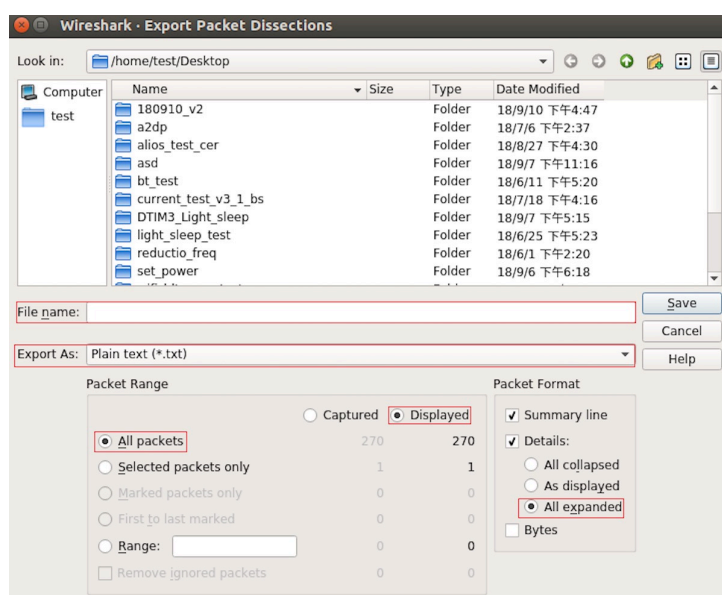 Wireshark · Export Packet Dissections
Look in: /home/test/Desktop
Computer
test
Name Size Type Date Modified
180910_v2 Folder 18/9/10 下午4:47
a2dp Folder 18/7/6 下午2:37
alios_test_cer Folder 18/8/27 下午4:30
asd Folder 18/9/7 下午11:16
bt_test Folder 18/6/11 下午5:20
current_test_v3_1_bs Folder 18/7/18 下午4:16
DTIM3_Light_sleep Folder 18/9/7 下午5:15
light_sleep_test Folder 18/6/25 下午5:23
reductio_freq Folder 18/6/1 下午2:20
set_power Folder 18/9/6 下午6:18
File name: Save
Cancel
Export As: Plain text (*.txt) Help
Packet Range Packet Format
Captured Displayed Summary line
All packets 270 270 Details:
Selected packets only 1 1 All collapsed
Marked packets only 0 0 As displayed
First to last marked 0 0 All expanded
Range: 0 0 Bytes
Remove ignored packets 0 0